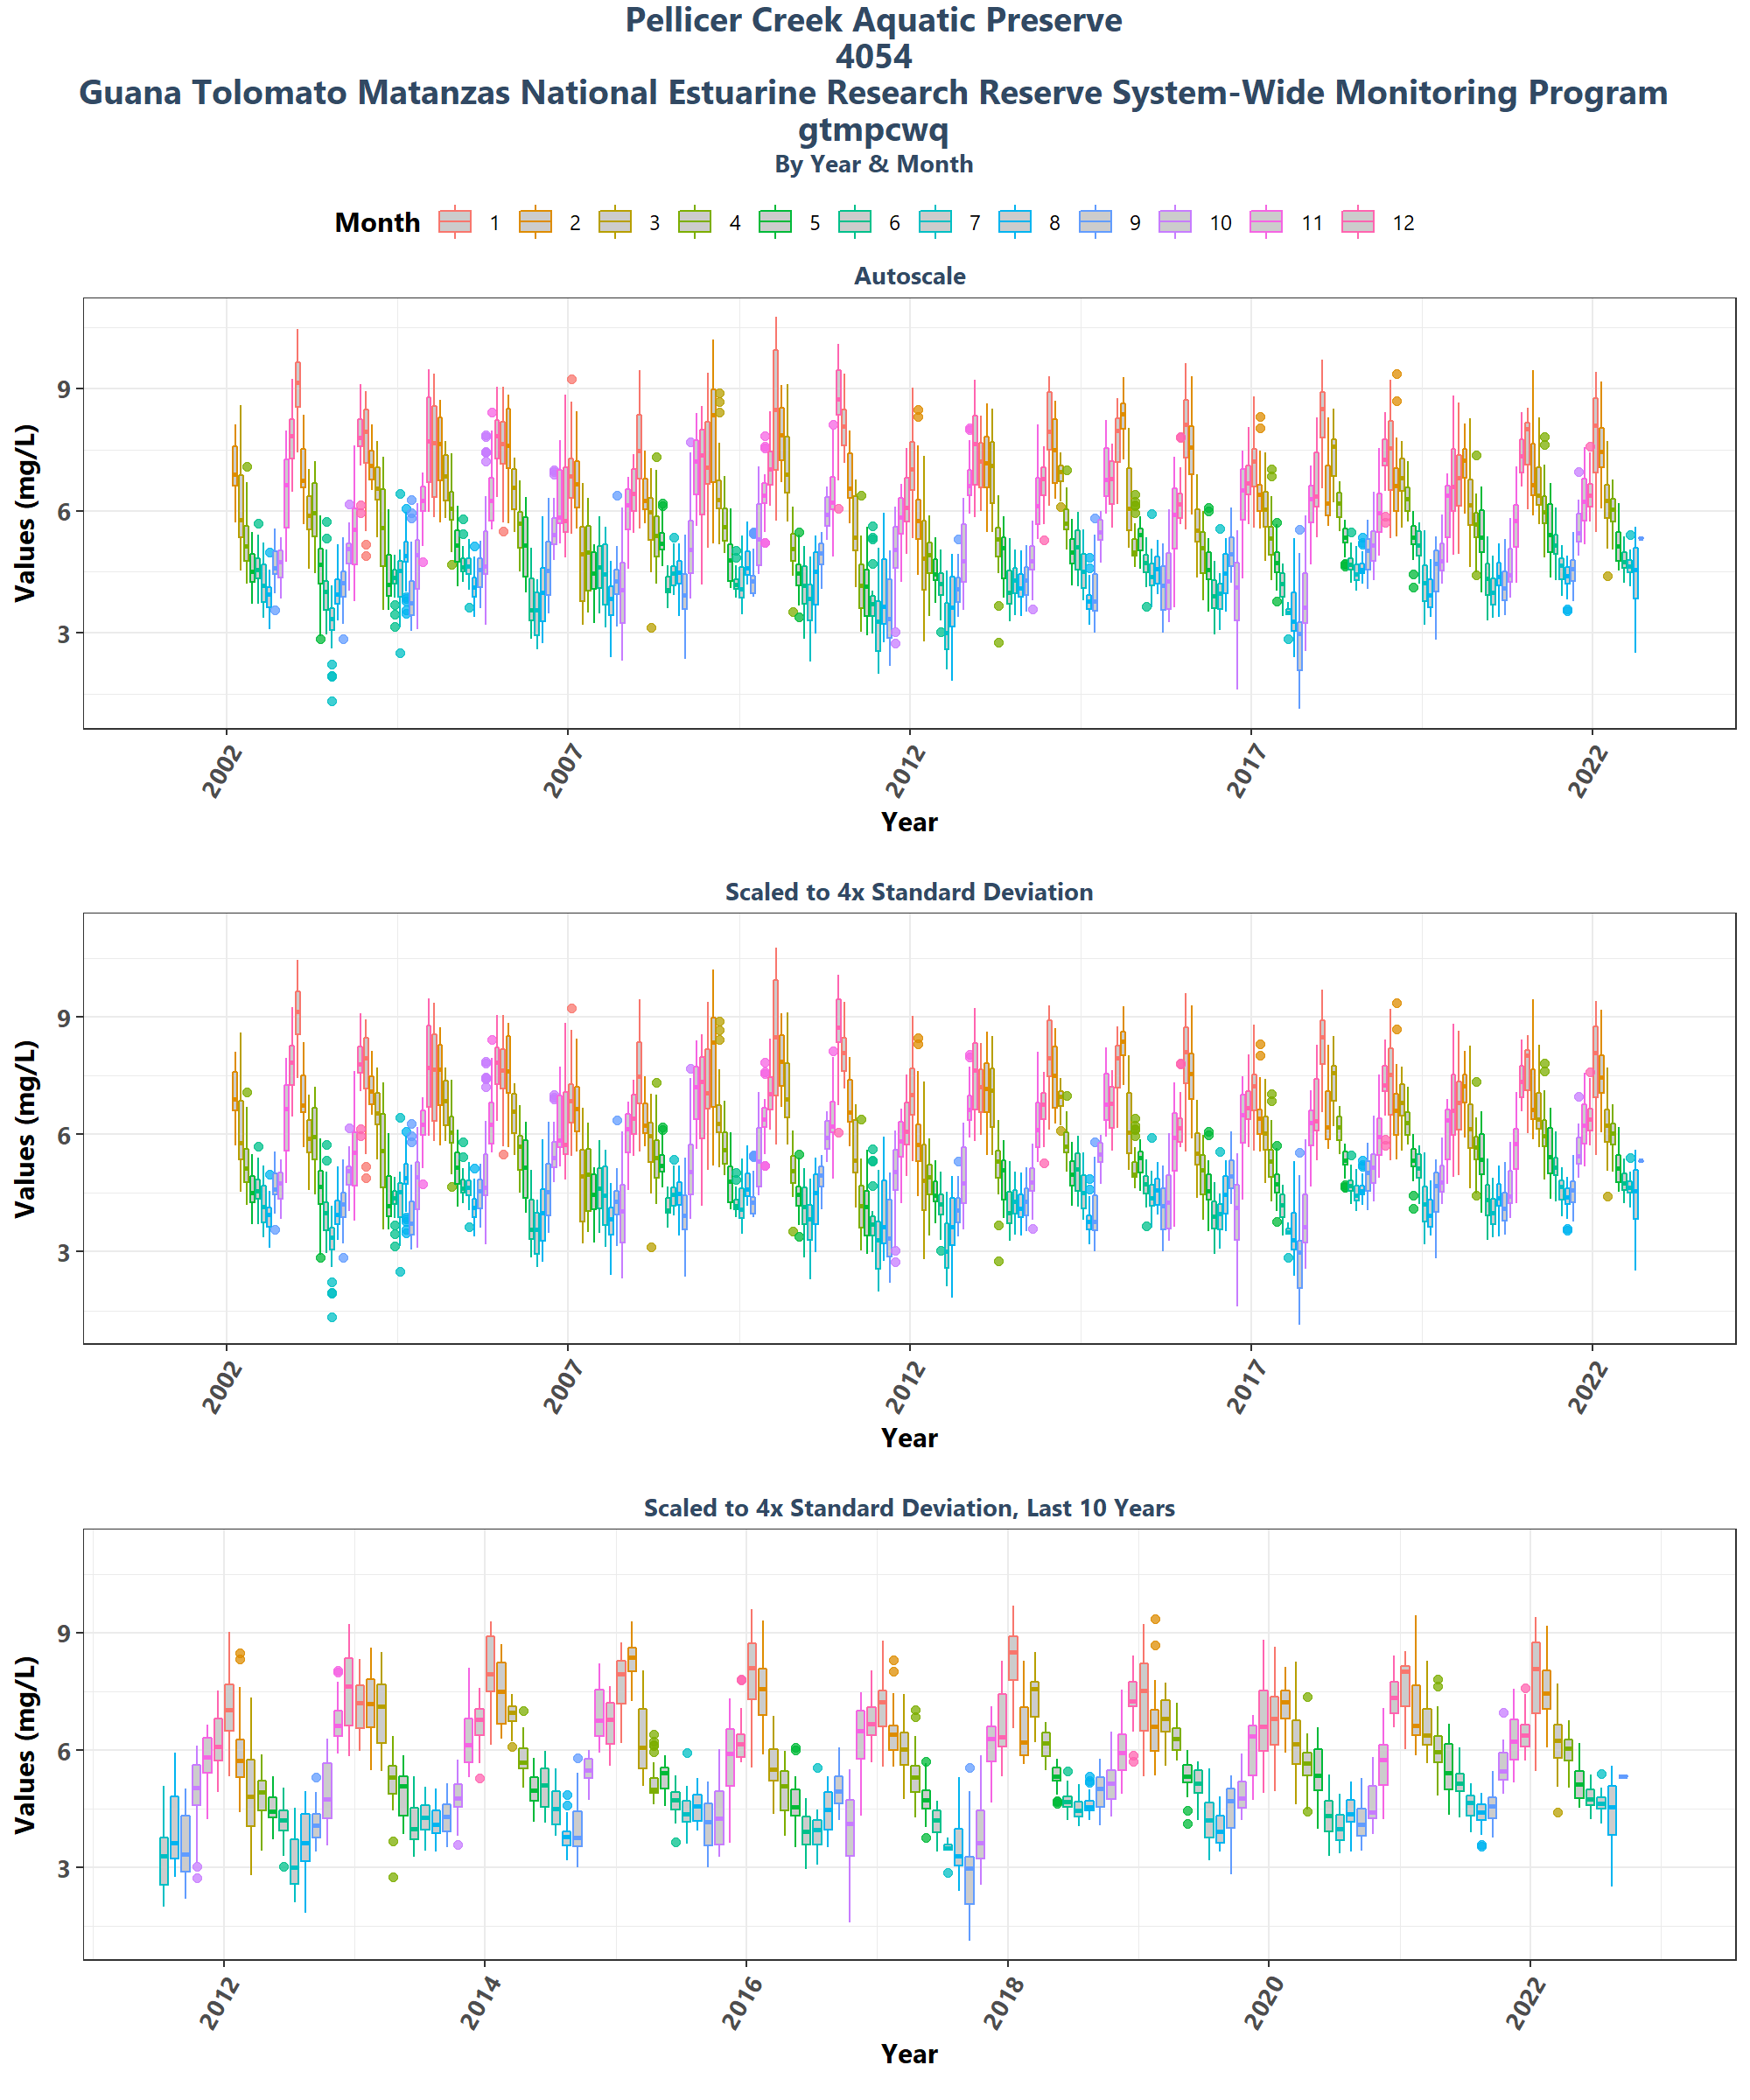 Pellicer Creek Aquatic Preserve
4054
Guana Tolomato Matanzas National Estuarine Research Reserve System-Wide Monitoring Program
gtmpcwq
By Year & Month
Month 1 2 3 4 5 6 7 8 9 10 11 12
Autoscale
Values (mg/L)
9
6
3
2002 2007 2012 2017 2022
Year
Scaled to 4x Standard Deviation
Values (mg/L)
9
6
3
2002 2007 2012 2017 2022
Year
Scaled to 4x Standard Deviation, Last 10 Years
Values (mg/L)
9
6
3
2012 2014 2016 2018 2020 2022
Year